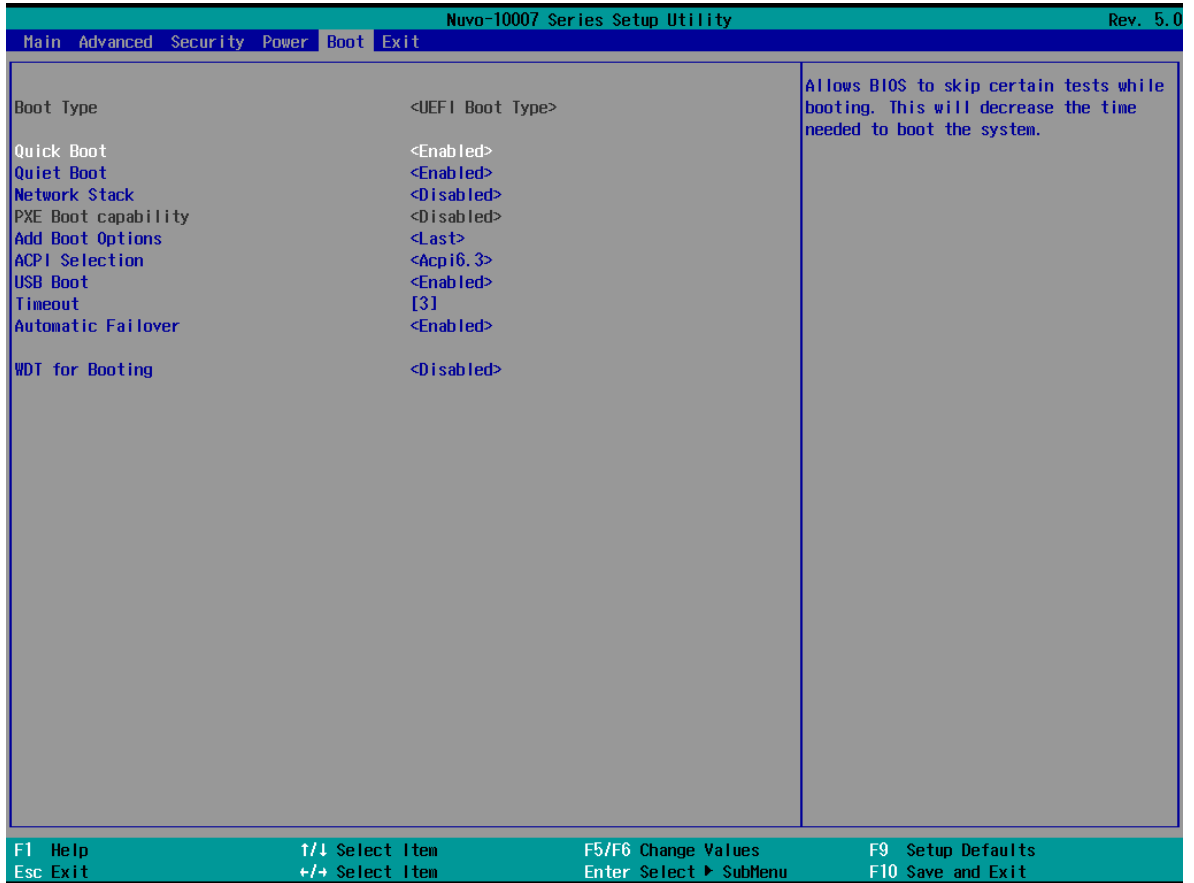 Nuvo-10007 Series Setup Utility Rev. 5.0
Main Advanced Security Power Boot Exit
Boot Type <UEFI Boot Type>
Quick Boot <Enabled>
Quiet Boot <Enabled>
Network Stack <Disabled>
PXE Boot capability <Disabled>
Add Boot Options <Last>
ACPI Selection <Acpi6.3>
USB Boot <Enabled>
Timeout [3]
Automatic Failover <Enabled>
WDT for Booting <Disabled>
Allows BIOS to skip certain tests while
booting. This will decrease the time
needed to boot the system.
F1 Help ↑/↓ Select Item F5/F6 Change Values F9 Setup Defaults
Esc Exit ←/→ Select Item Enter Select ▶ SubMenu F10 Save and Exit